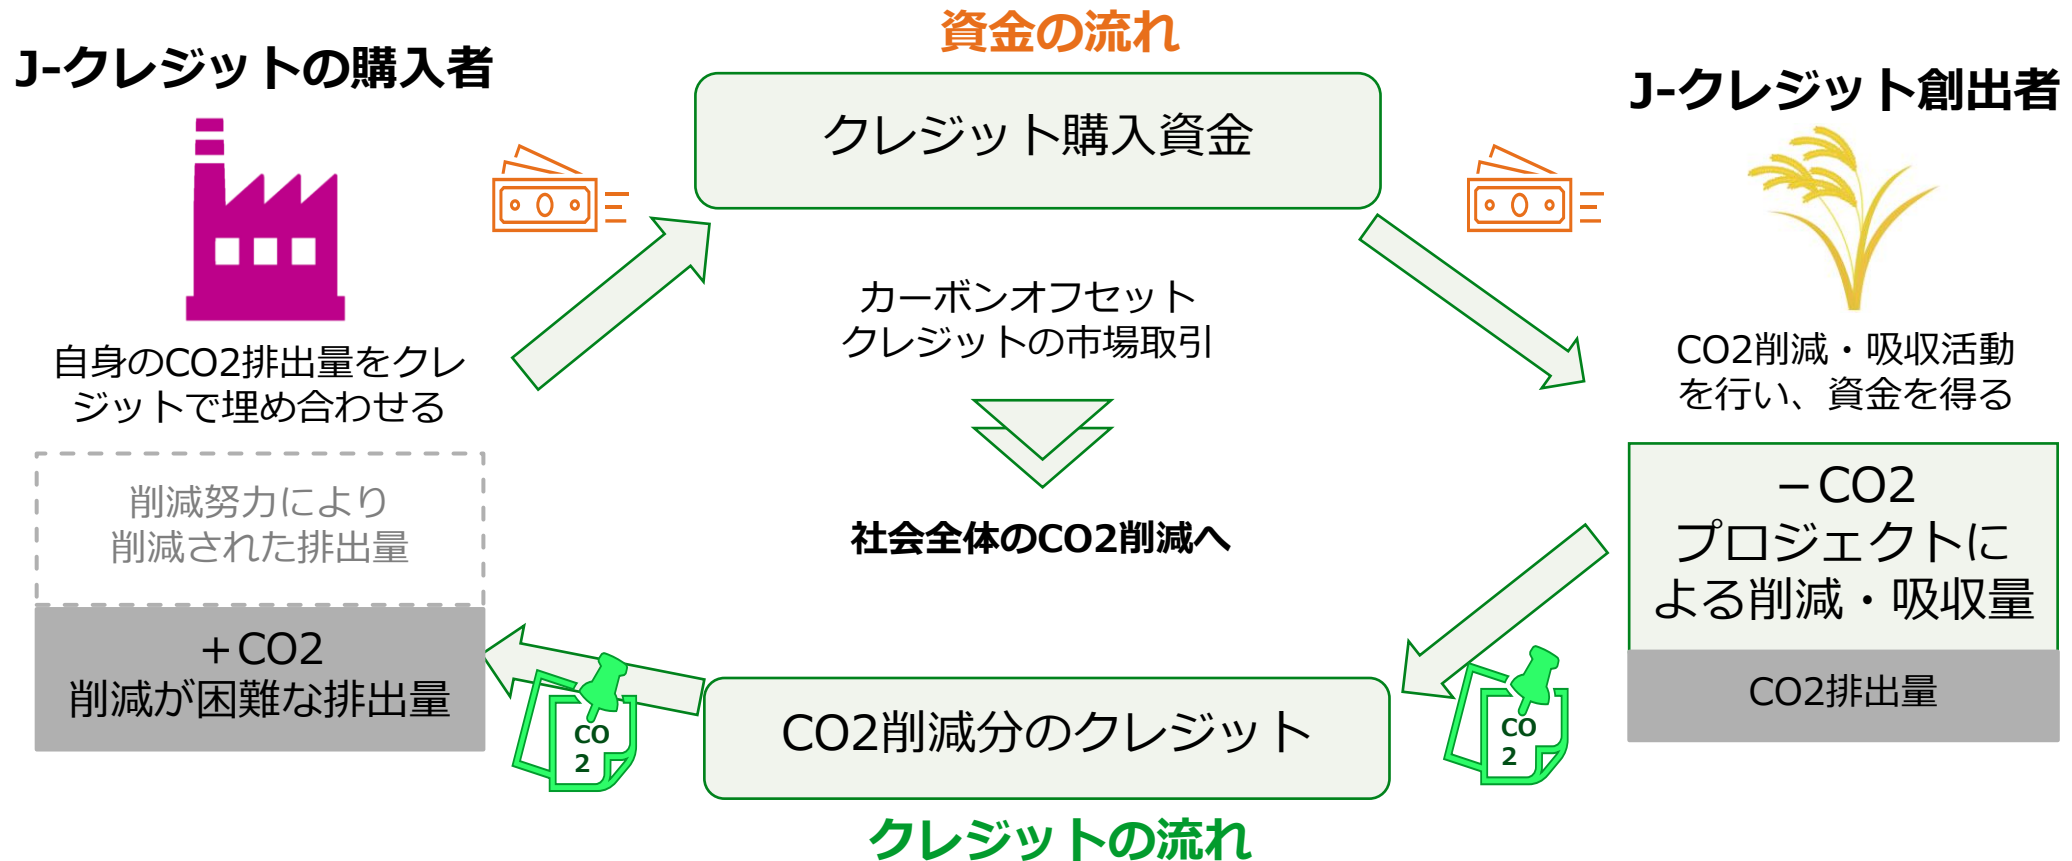 資金の流れ
J-クレジットの購入者
クレジット購入資金
J-クレジット創出者
カーボンオフセット
クレジットの市場取引
自身のCO2排出量をクレ
ジットで埋め合わせる
CO2削減・吸収活動
を行い、資金を得る
削減努力により
削減された排出量
社会全体のCO2削減へ
－CO2
プロジェクトに
よる削減・吸収量
＋CO2
削減が困難な排出量
CO2排出量
CO
2
CO2削減分のクレジット
CO
2
クレジットの流れ